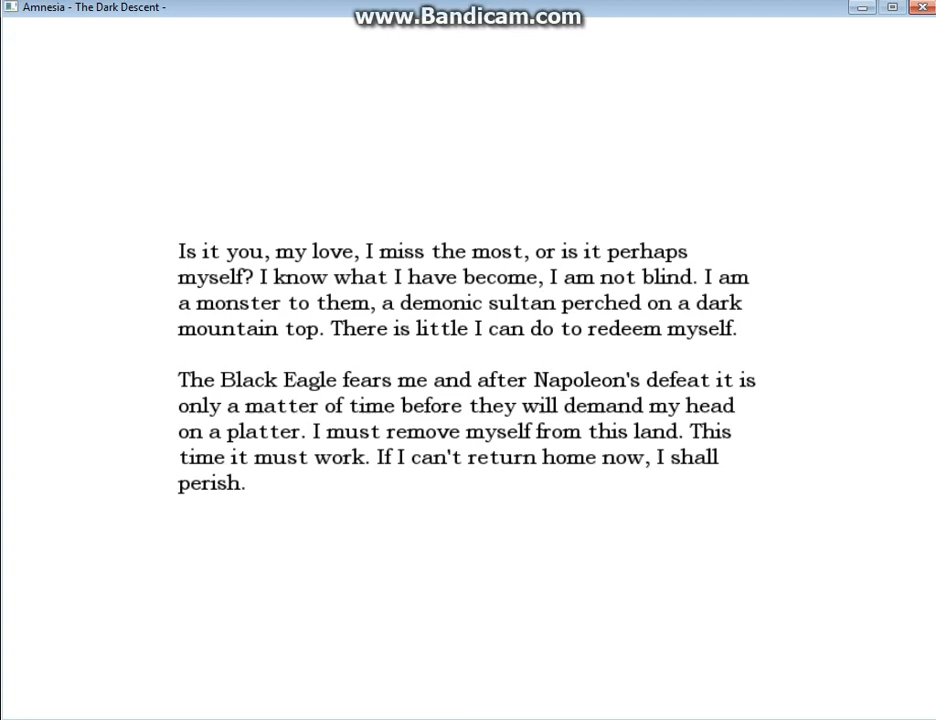 Amnesia - The Dark Descent -
www.Bandicam.com
Is it you, my love, I miss the most, or is it perhaps
myself? I know what I have become, I am not blind. I am
a monster to them, a demonic sultan perched on a dark
mountain top. There is little I can do to redeem myself.
The Black Eagle fears me and after Napoleon's defeat it is
only a matter of time before they will demand my head
on a platter. I must remove myself from this land. This
time it must work. If I can't return home now, I shall
perish.